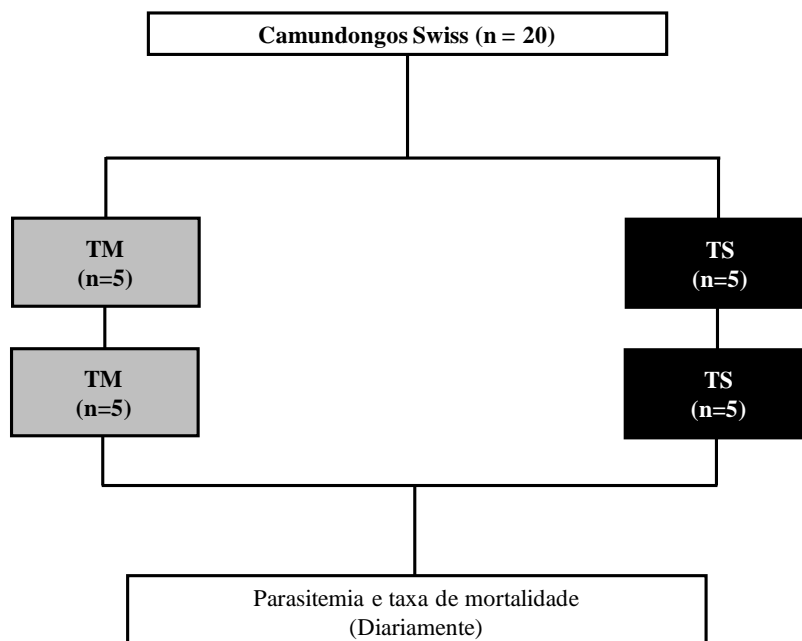 Camundongos Swiss (n = 20)
TM
(n=5)
TS
(n=5)
TM
(n=5)
TS
(n=5)
Parasitemia e taxa de mortalidade
(Diariamente)